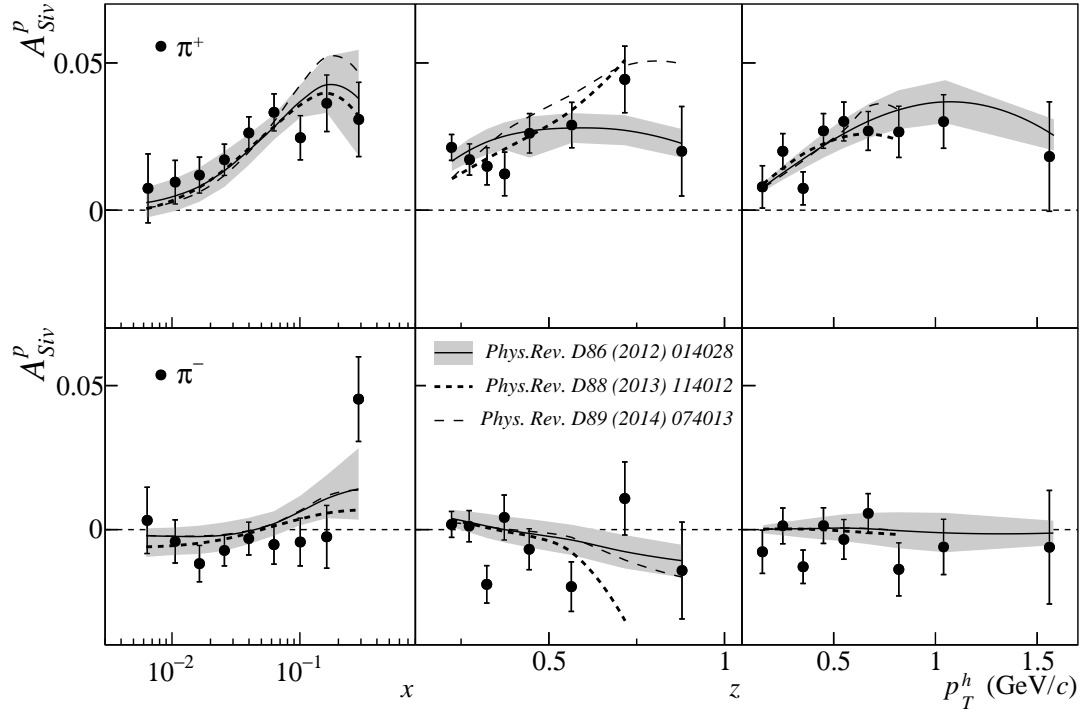 A^p_Siv
π⁺
0.05
0
A^p_Siv
π⁻
0.05
0
Phys.Rev. D86 (2012) 014028
Phys.Rev. D88 (2013) 114012
Phys. Rev. D89 (2014) 074013
10⁻² 10⁻¹ 0.5 1 0.5 1 1.5
x z p^h_T (GeV/c)